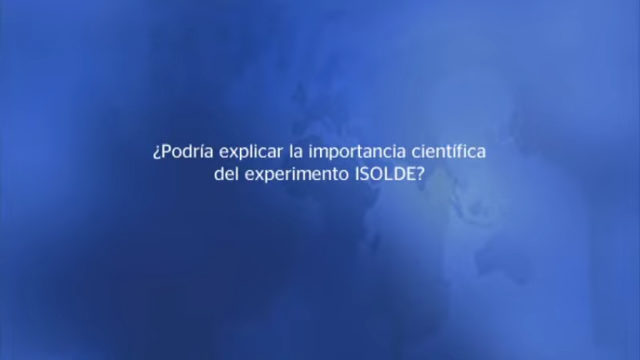 ¿Podría explicar la importancia científica
del experimento ISOLDE?